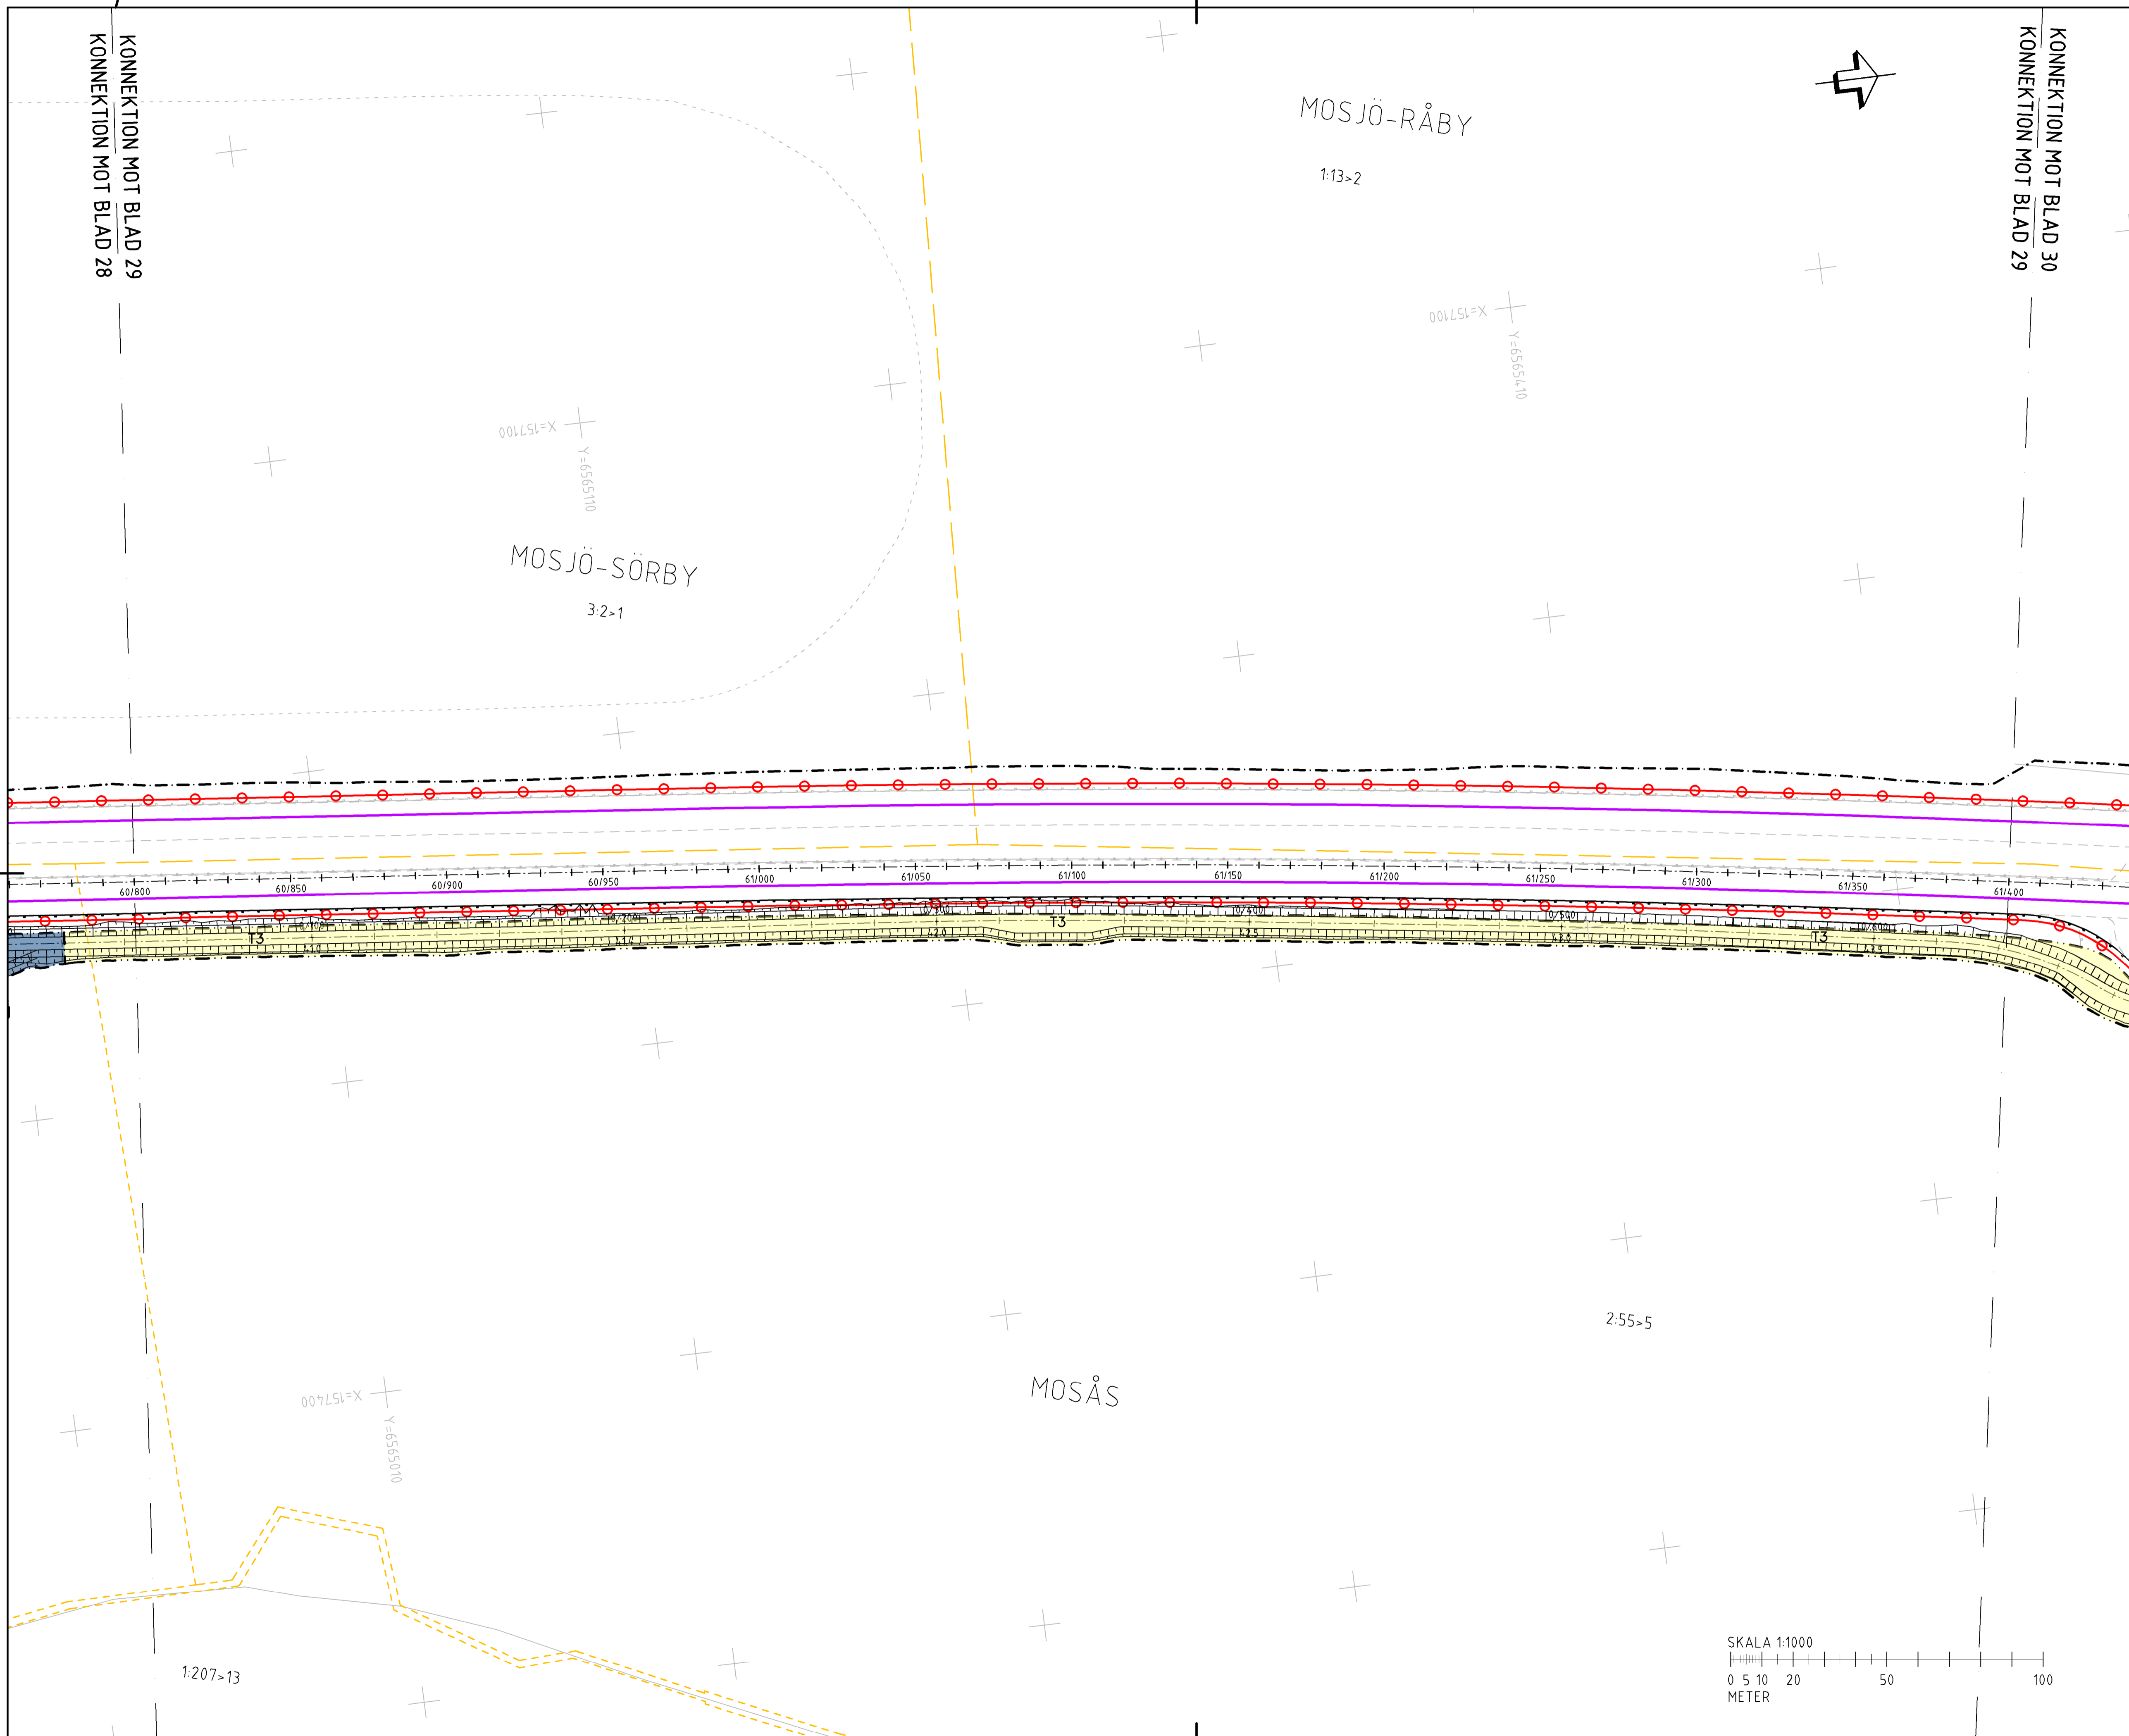 KONNEKTION MOT BLAD 29
KONNEKTION MOT BLAD 28
KONNEKTION MOT BLAD 30
KONNEKTION MOT BLAD 29
MOSJÖ-RÅBY
1:13>2
X=157100
Y=6565410
X=157100
Y=6565110
MOSJÖ-SÖRBY
3:2>1
60/800
60/850
60/900
60/950
61/000
61/050
61/100
61/150
61/200
61/250
61/300
61/350
61/400
T3
T3
T3
2:55>5
MOSÅS
X=157400
Y=6565010
1:207>13
SKALA 1:1000
0 5 10 20 50 100
METER